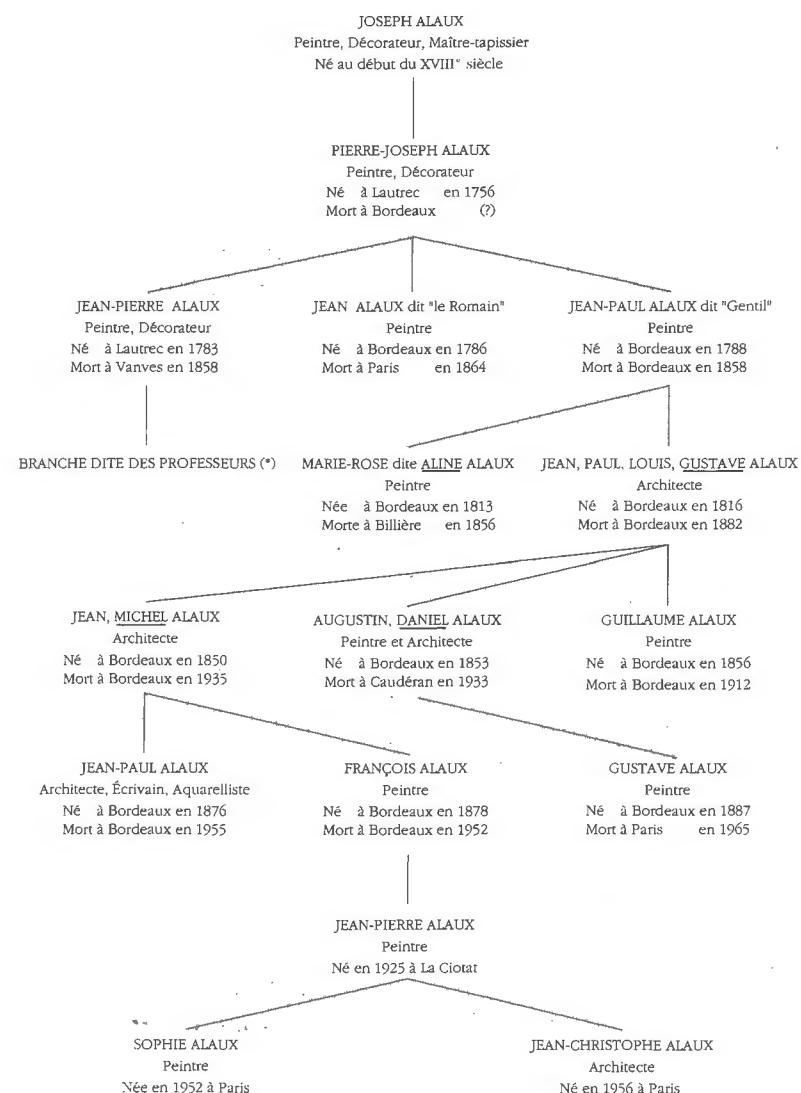 JOSEPH ALAUX
Peintre, Décorateur, Maître-tapissier
Né au début du XVIIIe siècle
PIERRE-JOSEPH ALAUX
Peintre, Décorateur
Né à Lautrec en 1756
Mort à Bordeaux (?)
JEAN-PIERRE ALAUX
Peintre, Décorateur
Né à Lautrec en 1783
Mort à Vanves en 1858
JEAN ALAUX dit "le Romain"
Peintre
Né à Bordeaux en 1786
Mort à Paris en 1864
JEAN-PAUL ALAUX dit "Gentil"
Peintre
Né à Bordeaux en 1788
Mort à Bordeaux en 1858
BRANCHE DITE DES PROFESSEURS (*)
MARIE-ROSE dite ALINE ALAUX
Peintre
Née à Bordeaux en 1813
Morte à Billière en 1856
JEAN, PAUL, LOUIS, GUSTAVE ALAUX
Architecte
Né à Bordeaux en 1816
Mort à Bordeaux en 1882
JEAN, MICHEL ALAUX
Architecte
Né à Bordeaux en 1850
Mort à Bordeaux en 1935
AUGUSTIN, DANIEL ALAUX
Peintre et Architecte
Né à Bordeaux en 1853
Mort à Caudéran en 1933
GUILLAUME ALAUX
Peintre
Né à Bordeaux en 1856
Mort à Bordeaux en 1912
JEAN-PAUL ALAUX
Architecte, Écrivain, Aquarelliste
Né à Bordeaux en 1876
Mort à Bordeaux en 1955
FRANÇOIS ALAUX
Peintre
Né à Bordeaux en 1878
Mort à Bordeaux en 1952
GUSTAVE ALAUX
Peintre
Né à Bordeaux en 1887
Mort à Paris en 1965
JEAN-PIERRE ALAUX
Peintre
Né en 1925 à La Ciotat
SOPHIE ALAUX
Peintre
Née en 1952 à Paris
JEAN-CHRISTOPHE ALAUX
Architecte
Né en 1956 à Paris